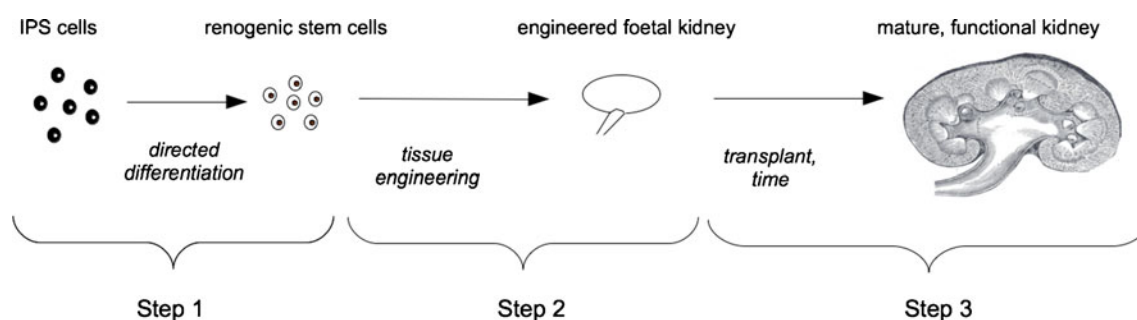 IPS cells
renogenic stem cells
engineered foetal kidney
mature, functional kidney
directed
differentiation
tissue
engineering
transplant,
time
Step 1
Step 2
Step 3